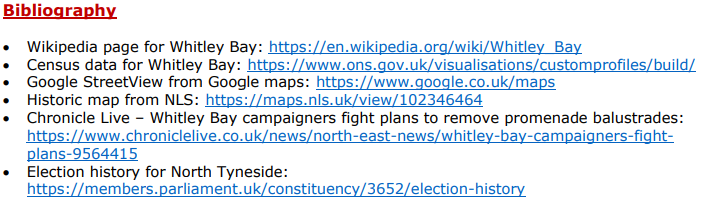 Bibliography
• Wikipedia page for Whitley Bay: https://en.wikipedia.org/wiki/Whitley_Bay
• Census data for Whitley Bay: https://www.ons.gov.uk/visualisations/customprofiles/build/
• Google StreetView from Google maps: https://www.google.co.uk/maps
• Historic map from NLS: https://maps.nls.uk/view/102346464
• Chronicle Live – Whitley Bay campaigners fight plans to remove promenade balustrades:
https://www.chroniclelive.co.uk/news/north-east-news/whitley-bay-campaigners-fight-
plans-9564415
• Election history for North Tyneside:
https://members.parliament.uk/constituency/3652/election-history